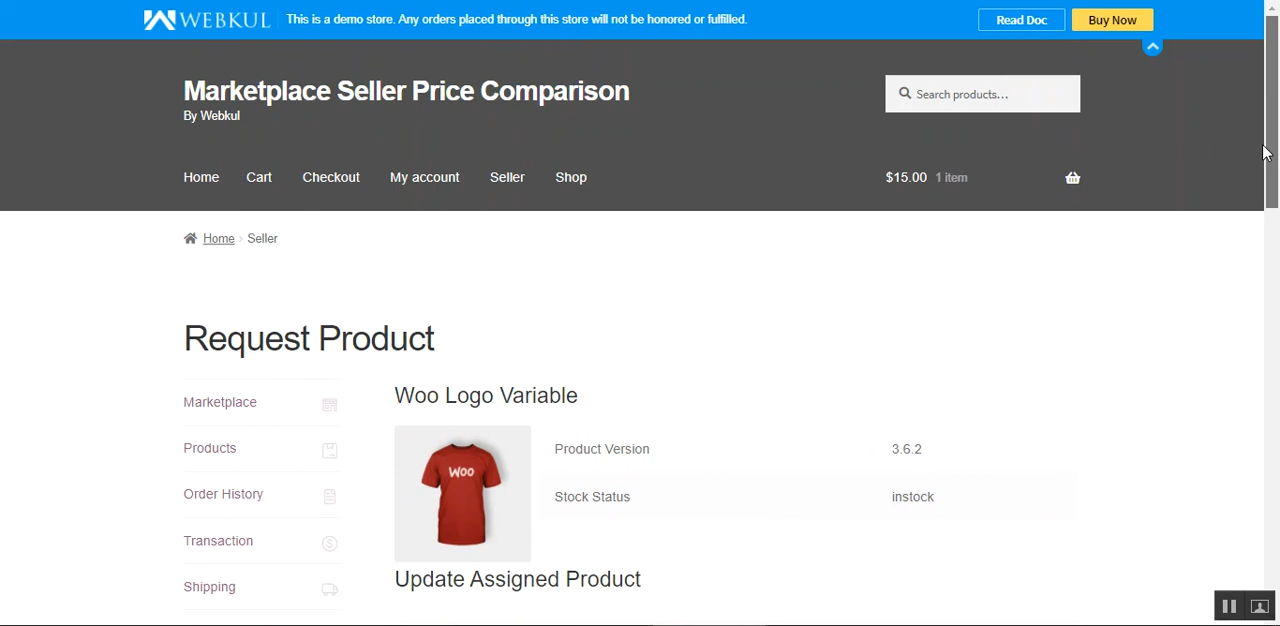 WEBKUL This is a demo store. Any orders placed through this store will not be honored or fulfilled. Read Doc Buy Now
Marketplace Seller Price Comparison
By Webkul
Search products...
Home Cart Checkout My account Seller Shop $15.00 1 item
Home › Seller
Request Product
Marketplace
Products
Order History
Transaction
Shipping
Woo Logo Variable
Woo
Product Version 3.6.2
Stock Status instock
Update Assigned Product